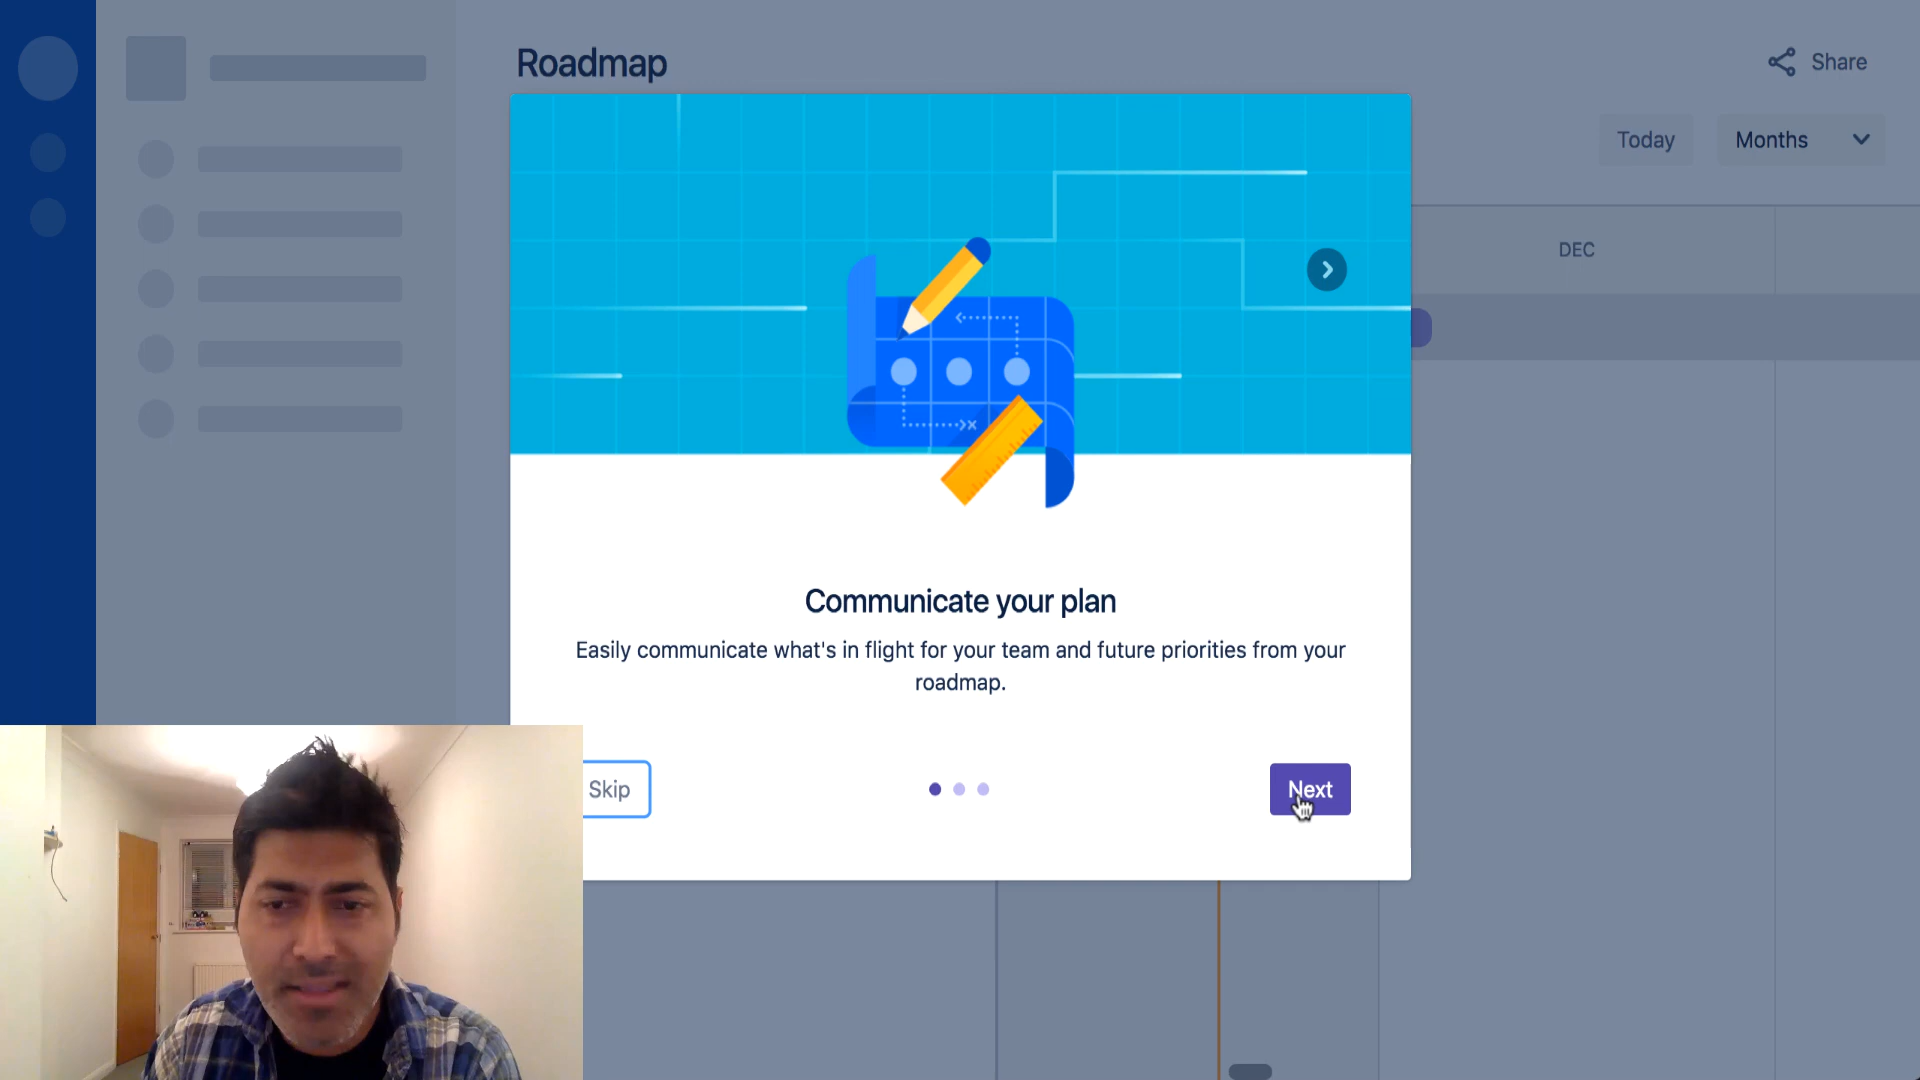 Roadmap
Share
Today
Months
DEC
Communicate your plan
Easily communicate what's in flight for your team and future priorities from your
roadmap.
Skip
Next